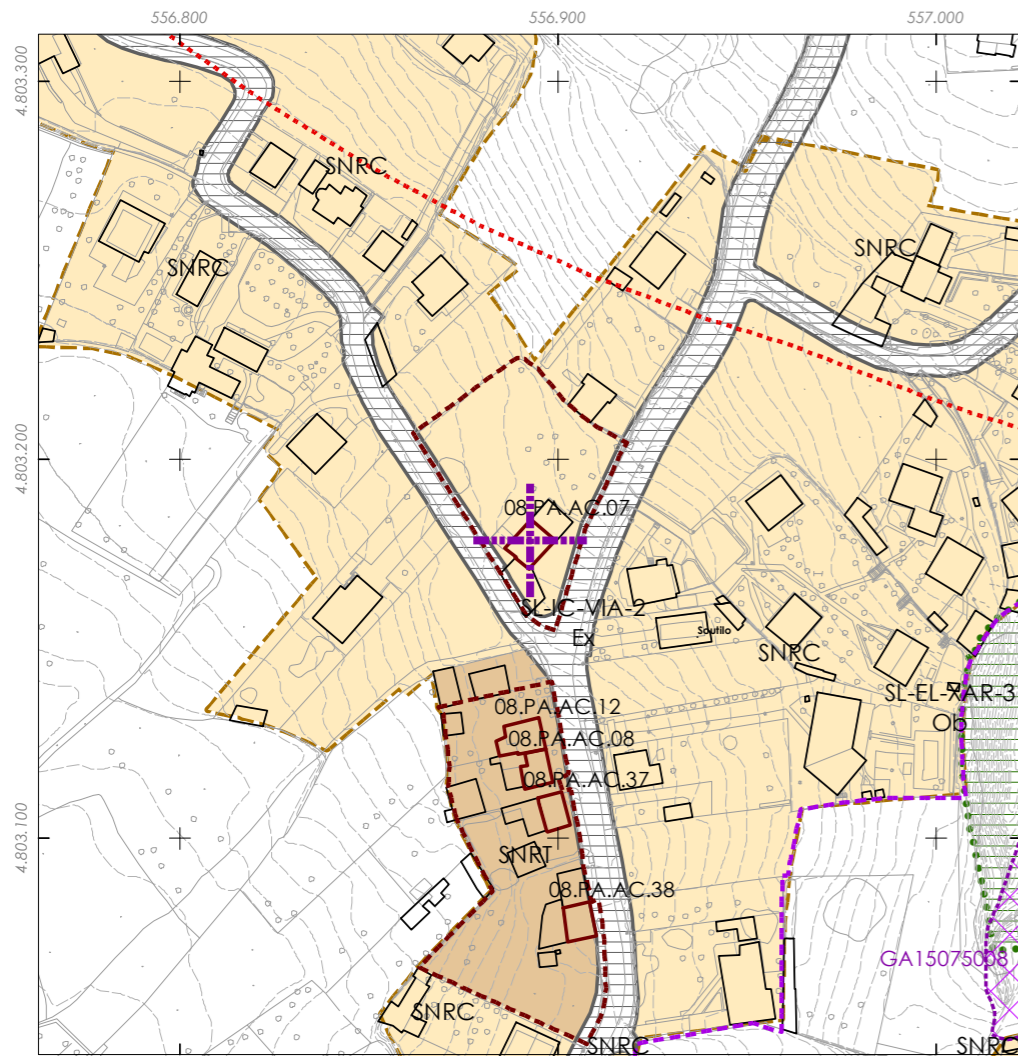 556.800
556.900
557.000
4.803.300
SNRC
SNRC
SNRC
4.803.200
08.PA.AC.07
SL-IC-VIA-2
Ex
Soutilo
SNRC
SL-EL-XAR-3
Ob
08.PA.AC.12
08.PA.AC.08
08.PA.AC.37
4.803.100
SNRT
08.PA.AC.38
GA15075008
SNRC
SNRC
SNRC